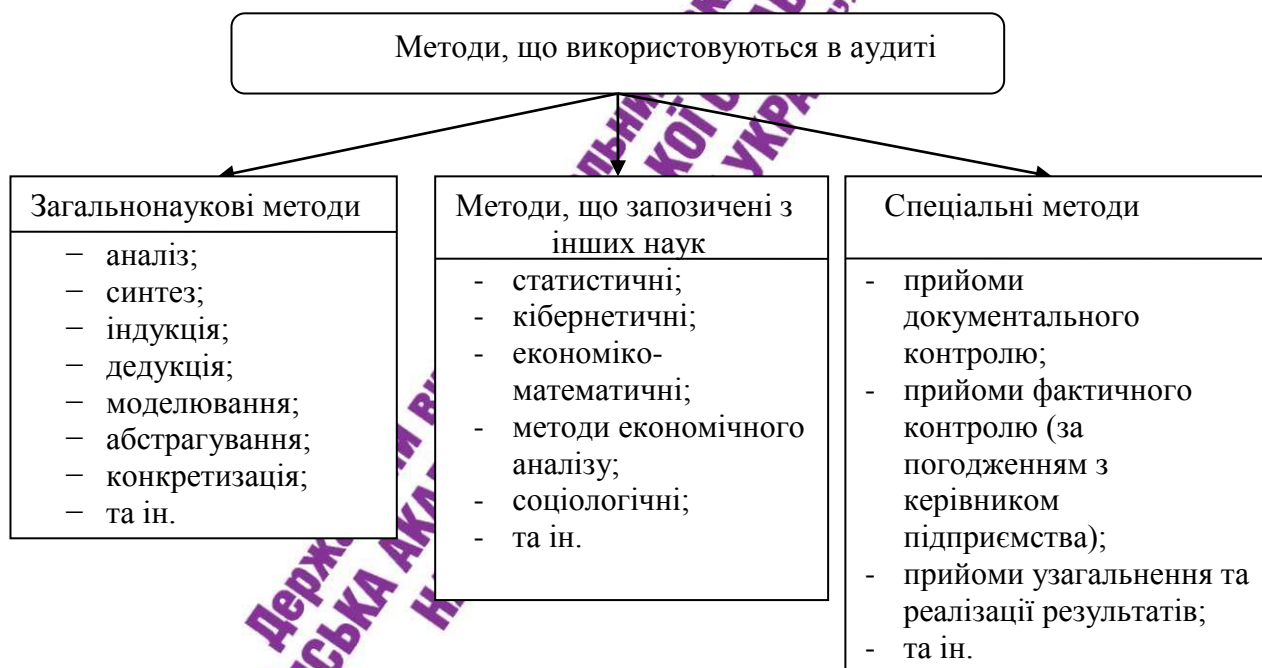 Методи, що використовуються в аудиті
Загальнонаукові методи
− аналіз;
− синтез;
− індукція;
− дедукція;
− моделювання;
− абстрагування;
− конкретизація;
− та ін.
Методи, що запозичені з
інших наук
- статистичні;
- кібернетичні;
- економіко-
математичні;
- методи економічного
аналізу;
- соціологічні;
- та ін.
Спеціальні методи
- прийоми
документального
контролю;
- прийоми фактичного
контролю (за
погодженням з
керівником
підприємства);
- прийоми узагальнення та
реалізації результатів;
- та ін.